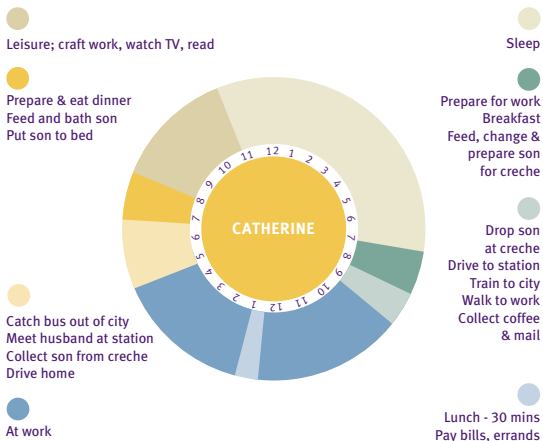 Leisure; craft work, watch TV, read
Prepare & eat dinner
Feed and bath son
Put son to bed
Catch bus out of city
Meet husband at station
Collect son from creche
Drive home
At work
12 1 2 3 4 5 6 7 8 9 10 11 12 1 2 3 4 5 6 7 8 9 10 11
CATHERINE
Sleep
Prepare for work
Breakfast
Feed, change &
prepare son
for creche
Drop son
at creche
Drive to station
Train to city
Walk to work
Collect coffee
& mail
Lunch - 30 mins
Pay bills, errands